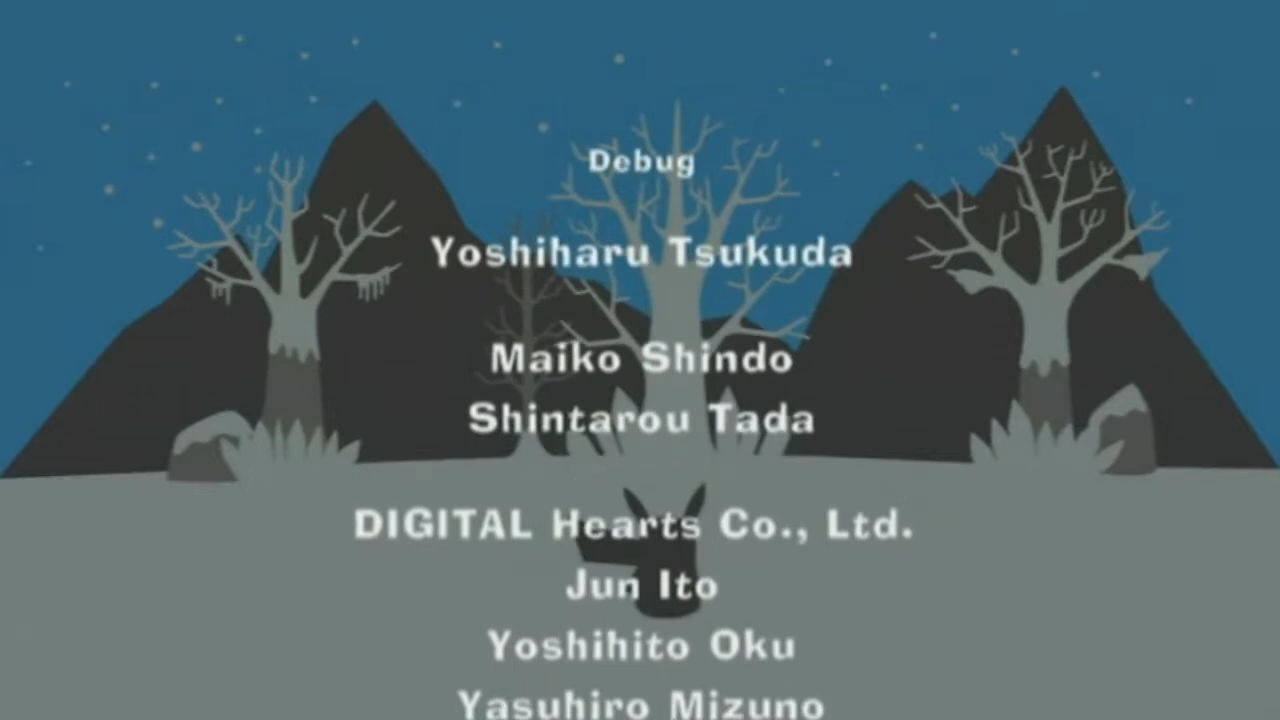 Debug
Yoshiharu Tsukuda
Maiko Shindo
Shintarou Tada
DIGITAL Hearts Co., Ltd.
Jun Ito
Yoshihito Oku
Yasuhiro Mizuno